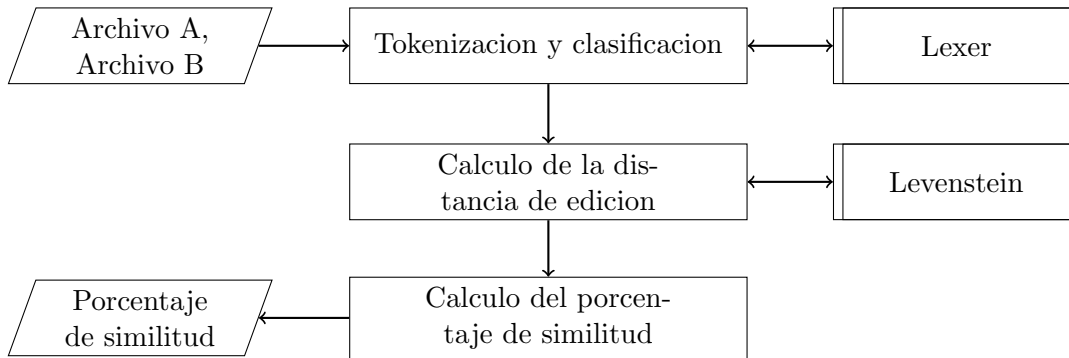 Archivo A,
Archivo B
Tokenizacion y clasificacion
Lexer
Calculo de la dis-
tancia de edicion
Levenstein
Porcentaje
de similitud
Calculo del porcen-
taje de similitud